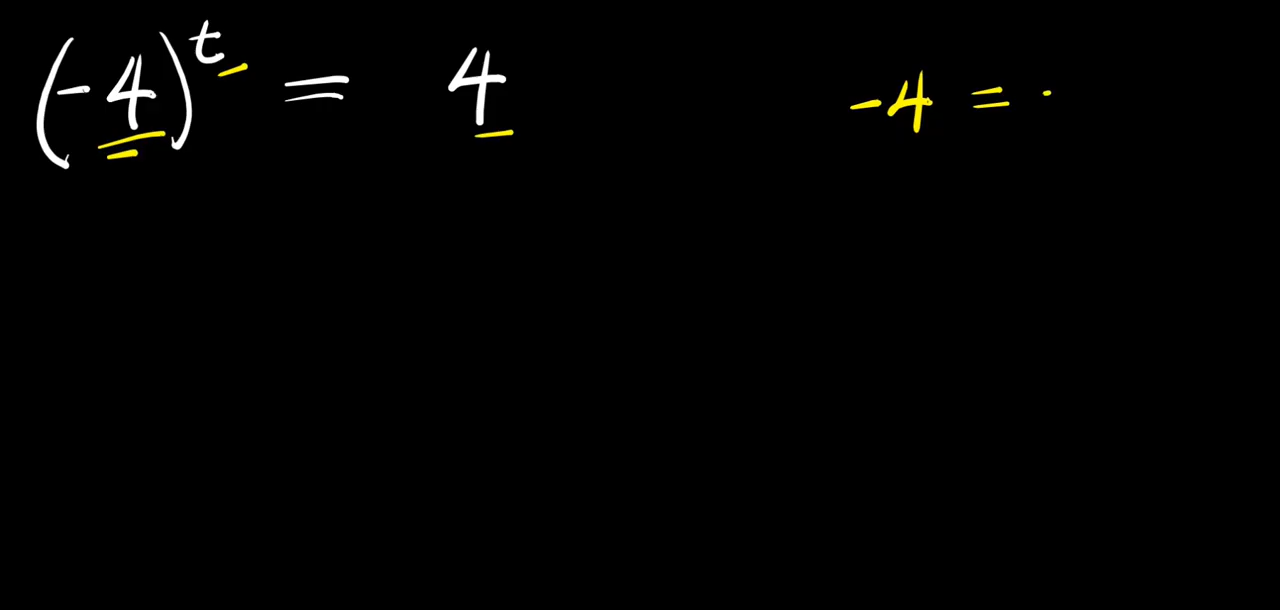 (-4)^t = 4
-4 =